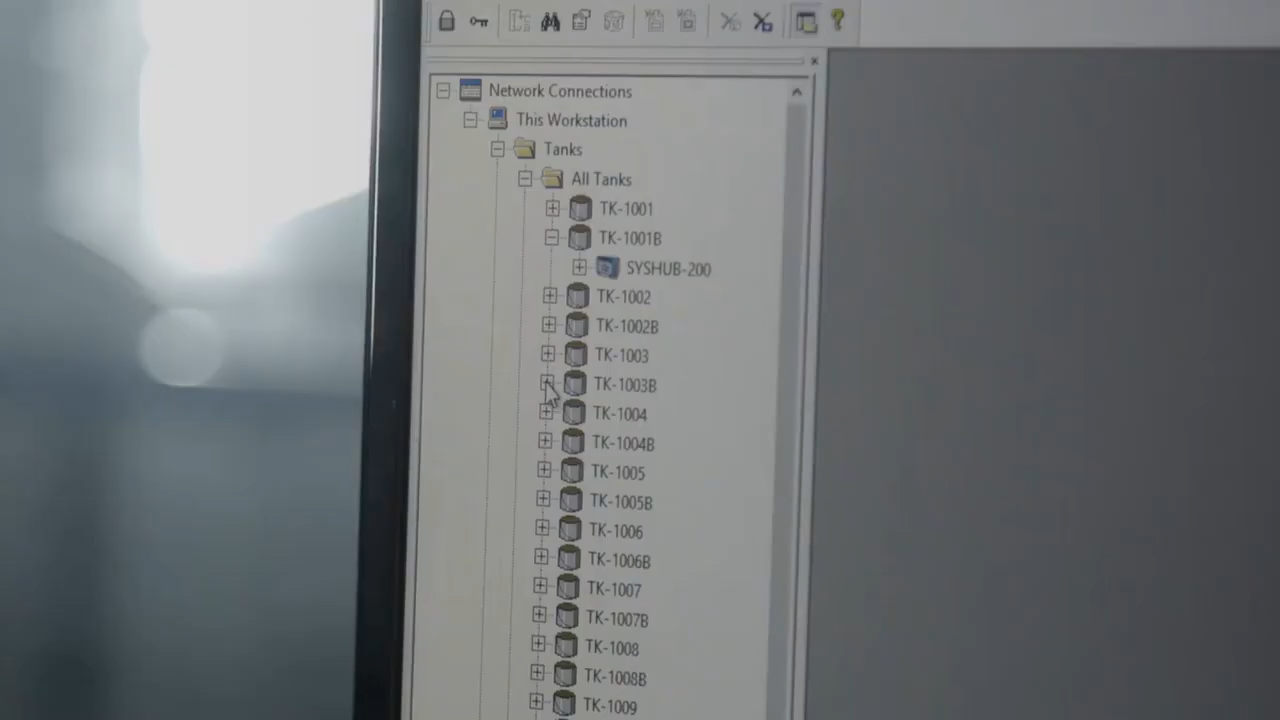 Network Connections
This Workstation
Tanks
All Tanks
TK-1001
TK-1001B
SYSHUB-200
TK-1002
TK-1002B
TK-1003
TK-1003B
TK-1004
TK-1004B
TK-1005
TK-1005B
TK-1006
TK-1006B
TK-1007
TK-1007B
TK-1008
TK-1008B
TK-1009